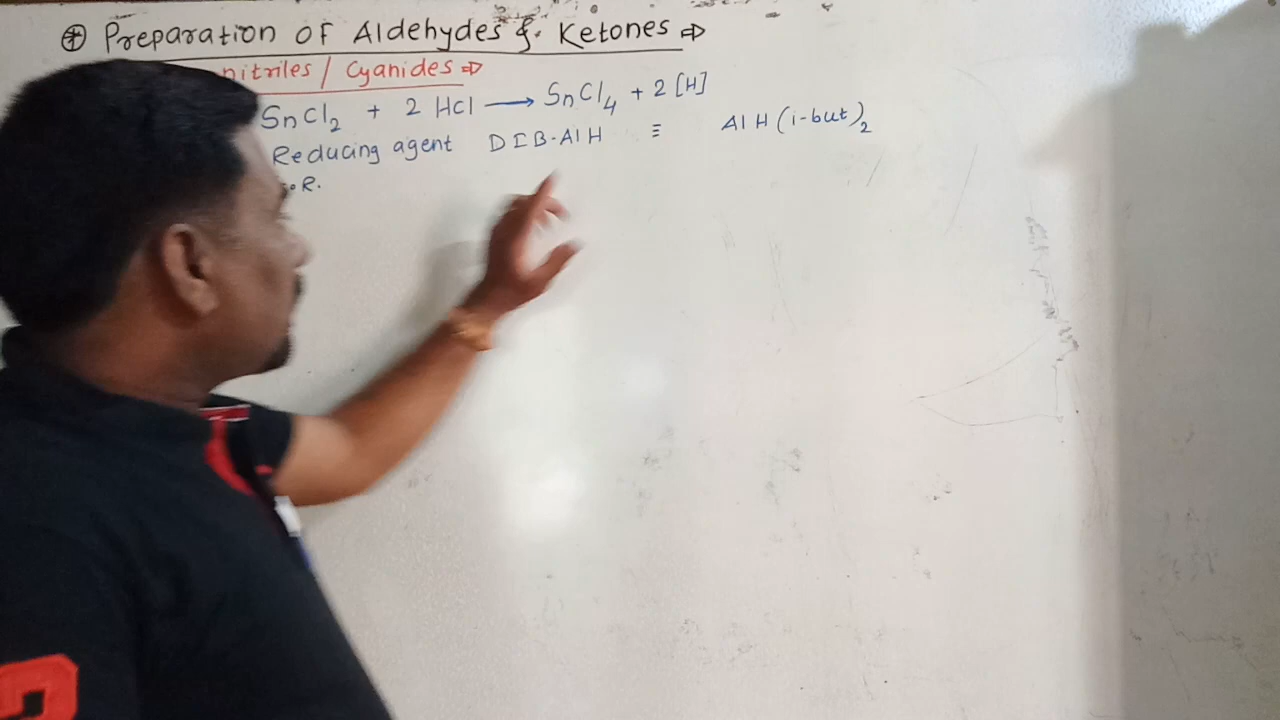 ⊕ Preparation of Aldehydes & Ketones ⇒
nitriles / Cyanides ⇒
SnCl₂ + 2 HCl ⟶ SnCl₄ + 2 [H]
Reducing agent DIB-AlH ≡ AlH(i-but)₂
R.